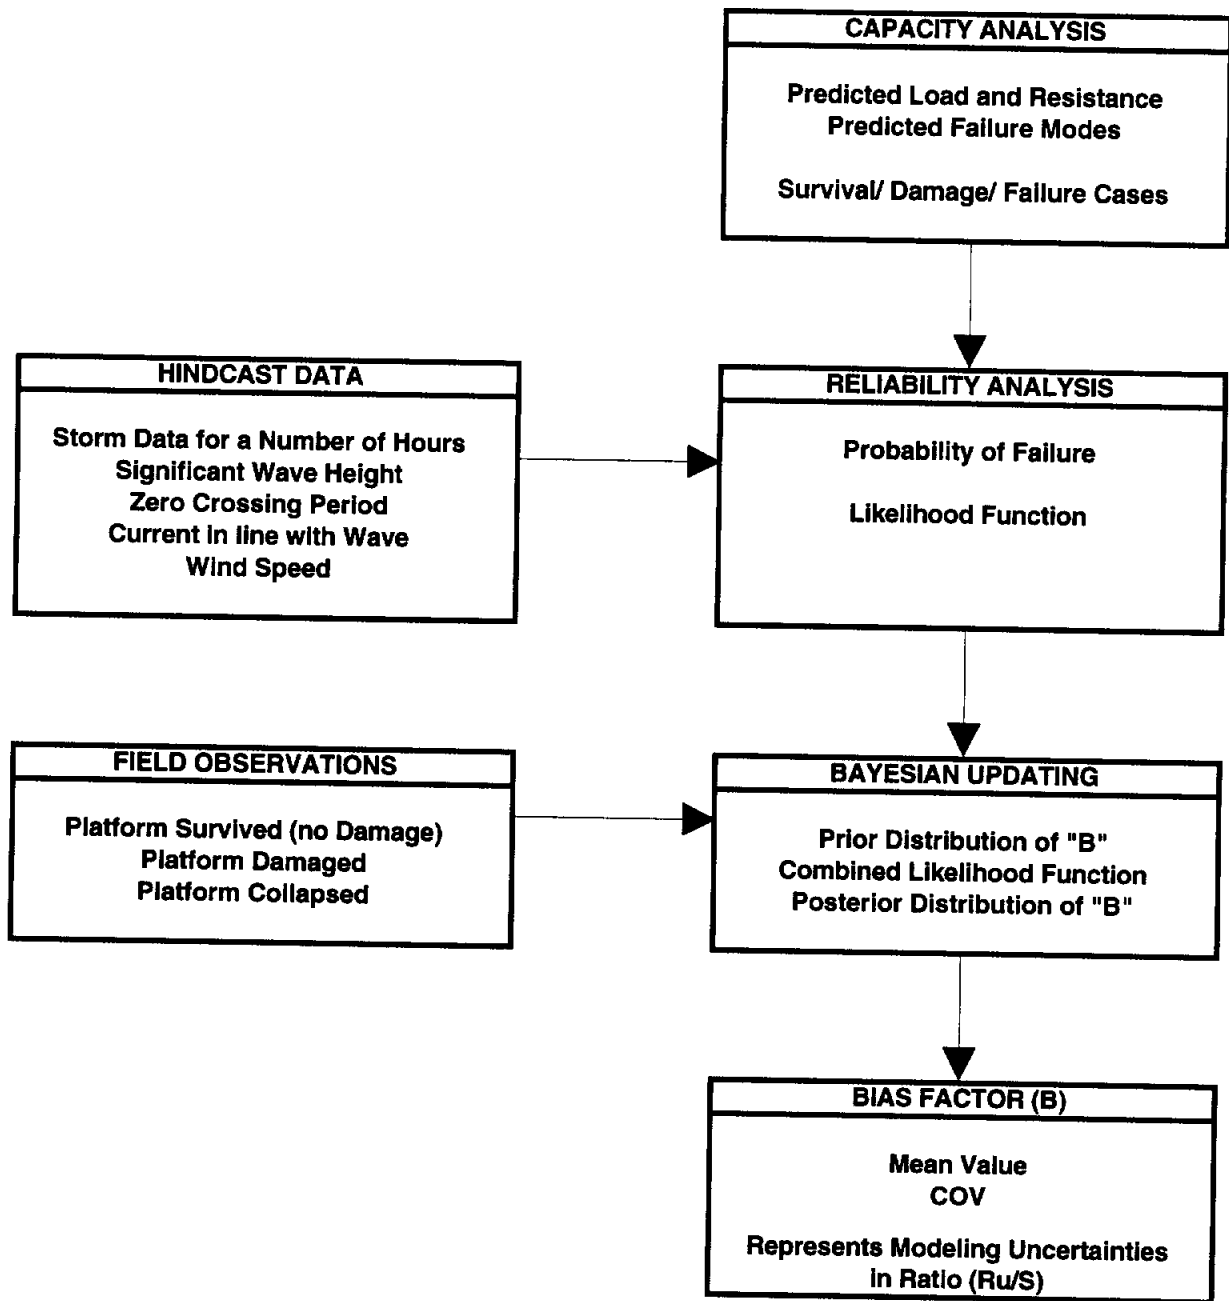 CAPACITY ANALYSIS
Predicted Load and Resistance
Predicted Failure Modes
Survival/ Damage/ Failure Cases
HINDCAST DATA
Storm Data for a Number of Hours
Significant Wave Height
Zero Crossing Period
Current in line with Wave
Wind Speed
RELIABILITY ANALYSIS
Probability of Failure
Likelihood Function
FIELD OBSERVATIONS
Platform Survived (no Damage)
Platform Damaged
Platform Collapsed
BAYESIAN UPDATING
Prior Distribution of "B"
Combined Likelihood Function
Posterior Distribution of "B"
BIAS FACTOR (B)
Mean Value
COV
Represents Modeling Uncertainties
in Ratio (Ru/S)